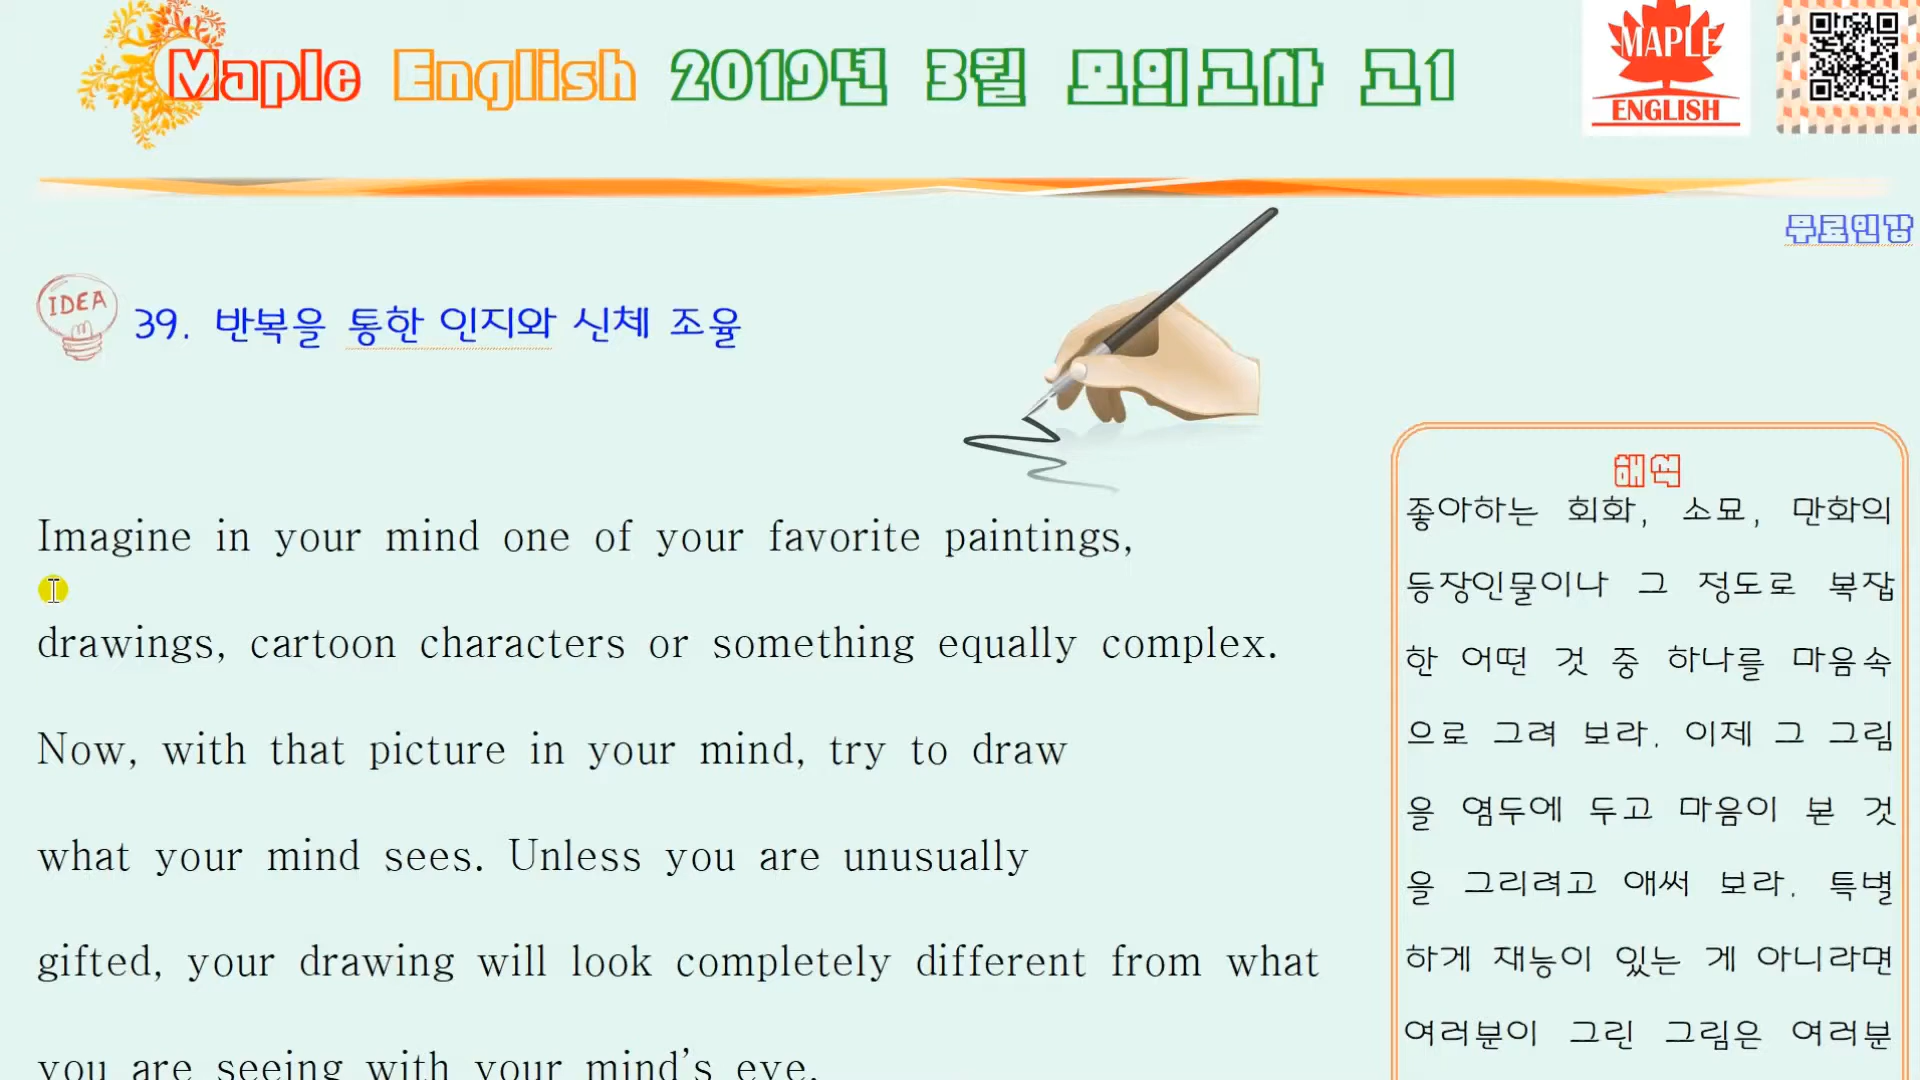 Maple English 2019년 3월 모의고사 고1
MAPLE
ENGLISH
무료인강
IDEA
39. 반복을 통한 인지와 신체 조율
Imagine in your mind one of your favorite paintings,
drawings, cartoon characters or something equally complex.
Now, with that picture in your mind, try to draw
what your mind sees. Unless you are unusually
gifted, your drawing will look completely different from what
you are seeing with your mind's eye.
해석
좋아하는 회화, 소묘, 만화의
등장인물이나 그 정도로 복잡
한 어떤 것 중 하나를 마음속
으로 그려 보라. 이제 그 그림
을 염두에 두고 마음이 본 것
을 그리려고 애써 보라. 특별
하게 재능이 있는 게 아니라면
여러분이 그린 그림은 여러분